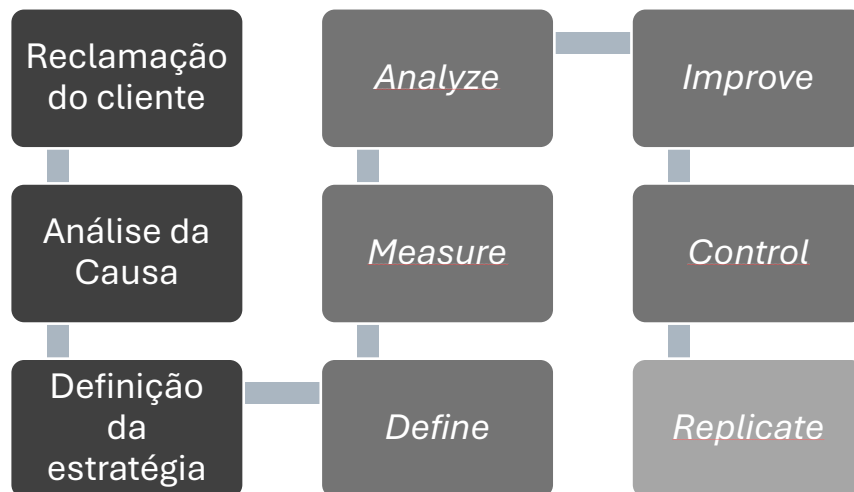 Reclamação
do cliente
Análise da
Causa
Definição
da
estratégia
Define
Measure
Analyze
Improve
Control
Replicate